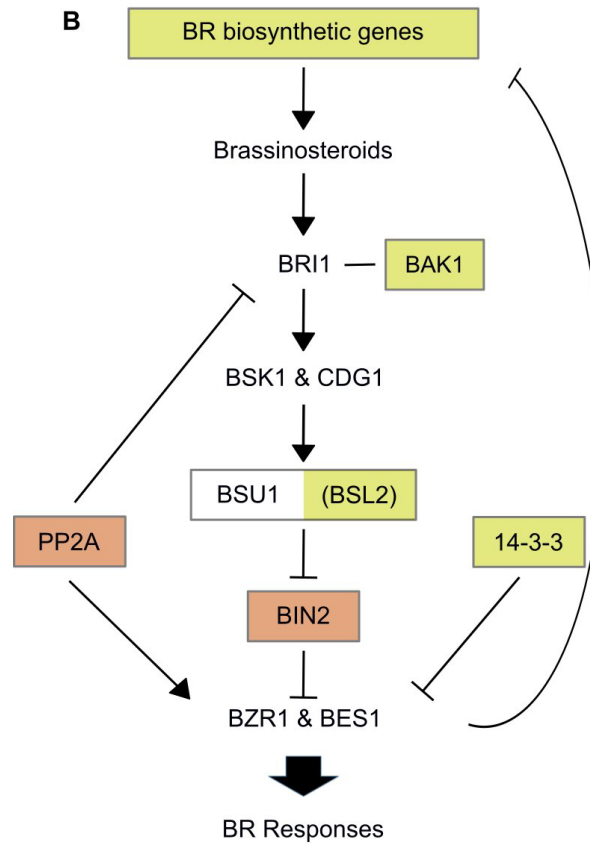 B
BR biosynthetic genes
Brassinosteroids
BRI1
BAK1
BSK1 & CDG1
BSU1
(BSL2)
PP2A
14-3-3
BIN2
BZR1 & BES1
BR Responses